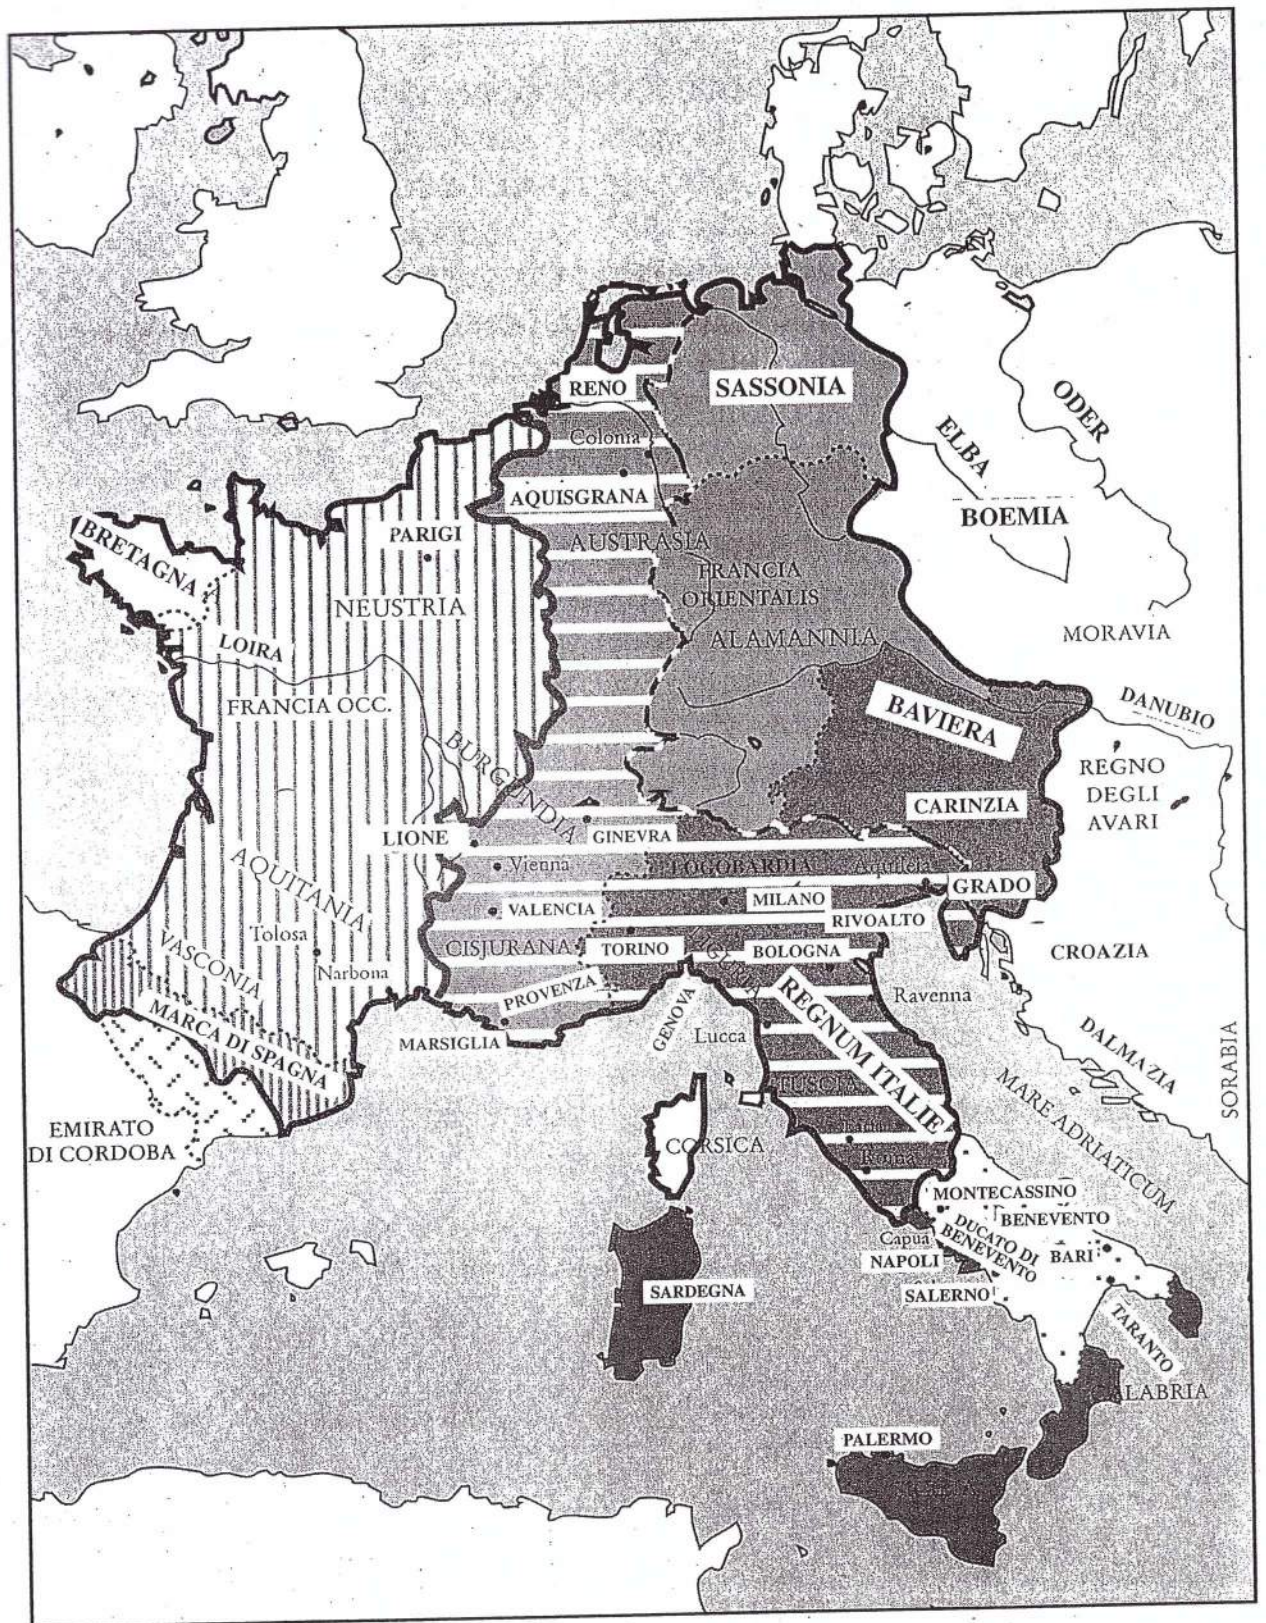 SASSONIA
RENO
ODER
ELBA
Colonia
AQUISGRANA
BOEMIA
PARIGI
BRETAGNA
AUSTRASIA
FRANCIA
ORIENTALIS
NEUSTRIA
ALAMANNIA
MORAVIA
LOIRA
FRANCIA OCC.
BAVIERA
DANUBIO
BURGUNDIA
REGNO
DEGLI
AVARI
CARINZIA
LIONE
GINEVRA
Vienna
Aquileia
GRADO
AQUITANIA
VALENCIA
MILANO
RIVOALTO
Tolosa
VASCONIA
CISJURANA
TORINO
BOLOGNA
CROAZIA
Narbona
PROVENZA
REGNUM ITALIE
Ravenna
MARCA DI SPAGNA
MARSIGLIA
GENOVA
Lucca
DALMAZIA
SORABIA
TUSCIA
MARE ADRIATICUM
EMIRATO
DI CORDOBA
CORSICA
Roma
MONTECASSINO
BENEVENTO
DUCATO DI
BENEVENTO
Capua
BARI
NAPOLI
SALERNO
SARDEGNA
TARANTO
CALABRIA
PALERMO